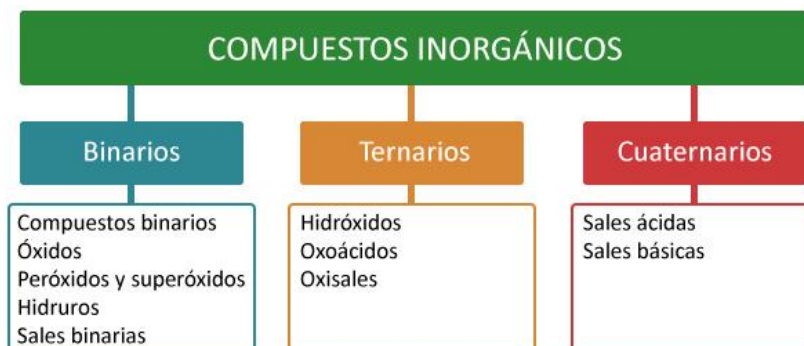 COMPUESTOS INORGÁNICOS
Binarios
Compuestos binarios
Óxidos
Peróxidos y superóxidos
Hidruros
Sales binarias
Ternarios
Hidróxidos
Oxoácidos
Oxisales
Cuaternarios
Sales ácidas
Sales básicas